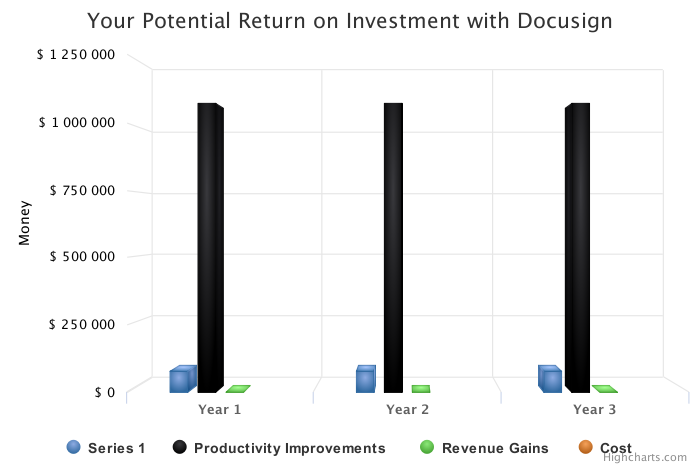 Your Potential Return on Investment with Docusign
$ 1 250 000
$ 1 000 000
$ 750 000
$ 500 000
$ 250 000
$ 0
Money
Year 1
Year 2
Year 3
Series 1
Productivity Improvements
Revenue Gains
Cost
Highcharts.com